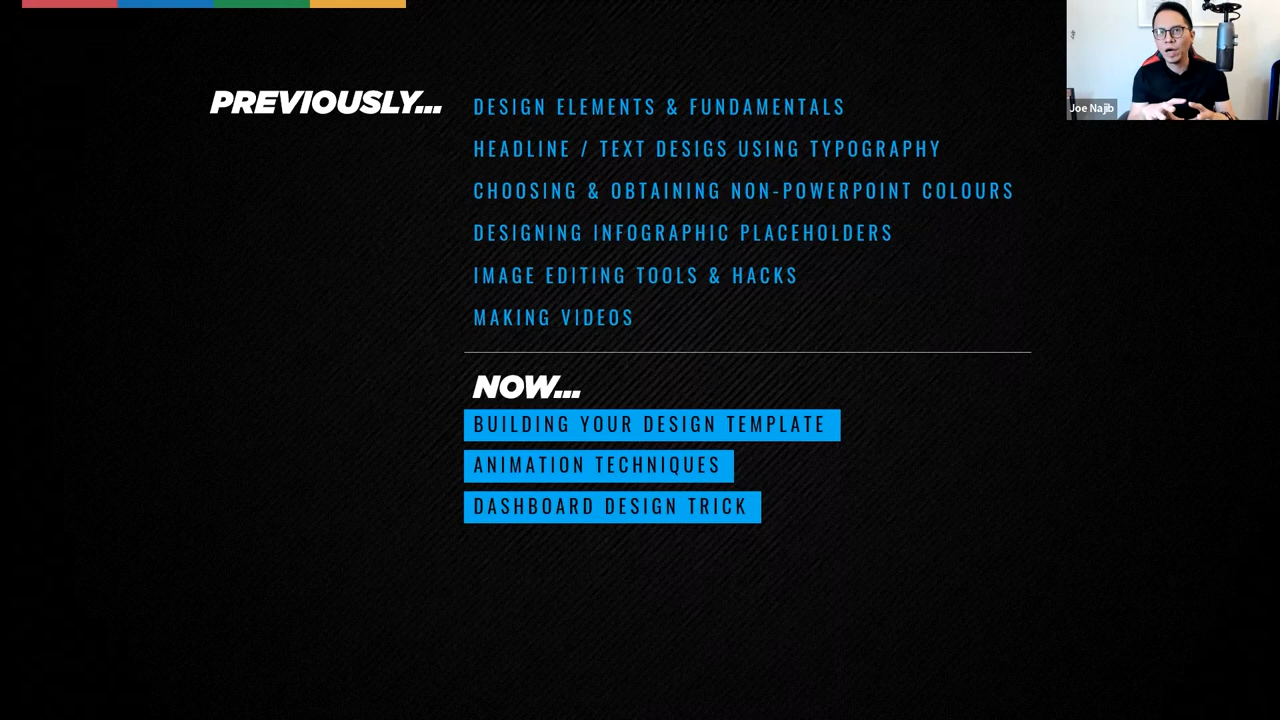 PREVIOUSLY...
DESIGN ELEMENTS & FUNDAMENTALS
HEADLINE / TEXT DESIGS USING TYPOGRAPHY
CHOOSING & OBTAINING NON-POWERPOINT COLOURS
DESIGNING INFOGRAPHIC PLACEHOLDERS
IMAGE EDITING TOOLS & HACKS
MAKING VIDEOS
NOW...
BUILDING YOUR DESIGN TEMPLATE
ANIMATION TECHNIQUES
DASHBOARD DESIGN TRICK
Joe Najib